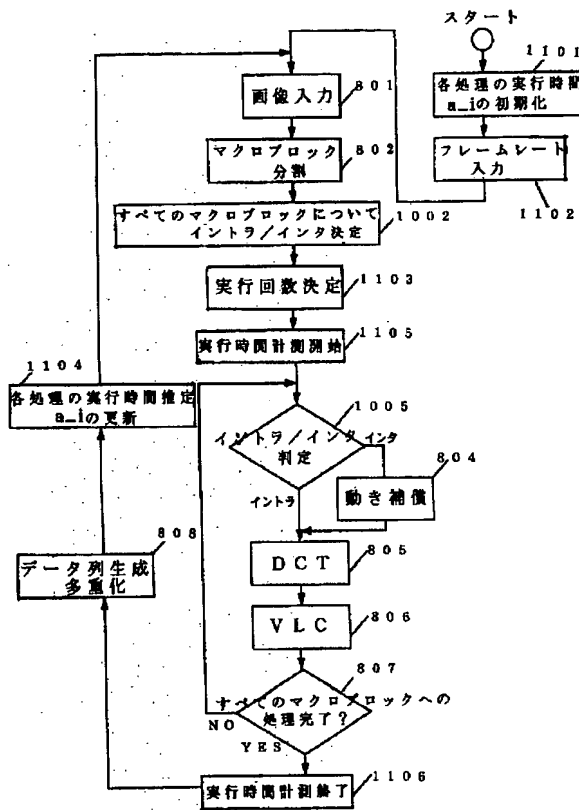 スタート
1101
各処理の実行時間
a_iの初期化
フレームシート
入力
1102
画像入力
801
マクロブロック
分割
802
すべてのマクロブロックについて
イントラ／インタ決定
1002
実行回数決定
1103
実行時間計測開始
1105
1104
各処理の実行時間推定
a_iの更新
1005
イントラ／インタ
判定
インタ
イントラ
804
動き補償
808
データ列生成
多重化
DCT
805
VLC
806
807
すべてのマクロブロックへの
処理完了？
NO
YES
実行時間計測終了
1106